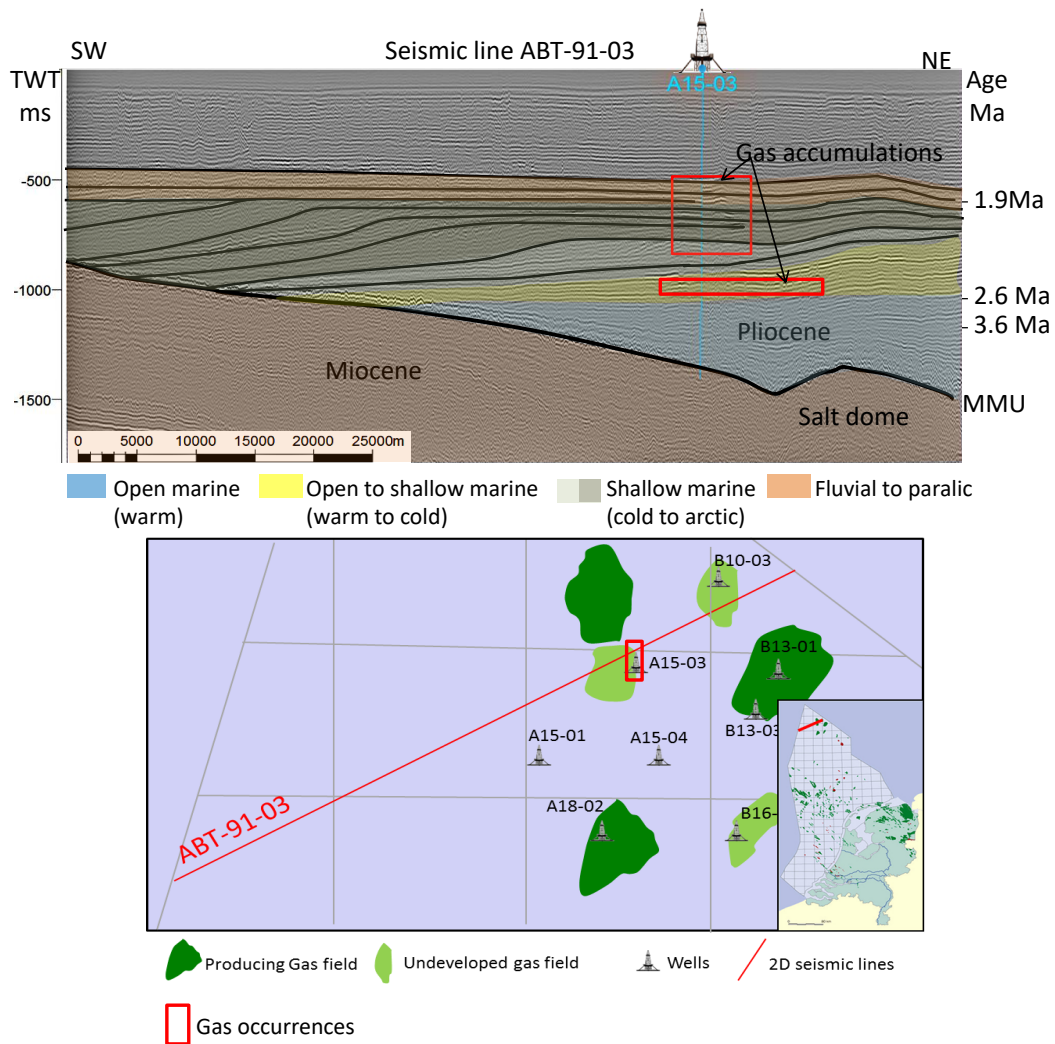 SW
Seismic line ABT-91-03
NE
TWT
ms
A15-03
Age
Ma
Gas accumulations
-500
1.9Ma
-1000
2.6 Ma
3.6 Ma
Pliocene
Miocene
-1500
MMU
Salt dome
0 5000 10000 15000 20000 25000m
Open marine
(warm)
Open to shallow marine
(warm to cold)
Shallow marine
(cold to arctic)
Fluvial to paralic
B10-03
B13-01
A15-03
B13-03
A15-01
A15-04
ABT-91-03
A18-02
B16-
Producing Gas field
Undeveloped gas field
Wells
2D seismic lines
Gas occurrences